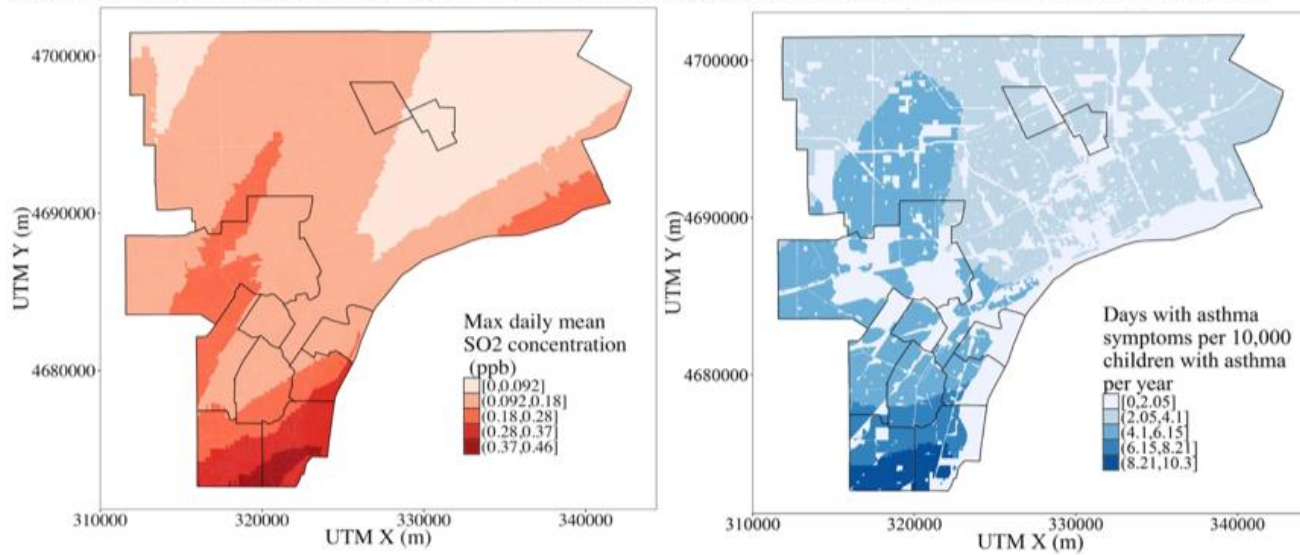 4700000
4690000
4680000
UTM Y (m)
310000
320000
330000
340000
UTM X (m)
Max daily mean
SO2 concentration
(ppb)
[0,0.092]
(0.092,0.18]
(0.18,0.28]
(0.28,0.37]
(0.37,0.46]
4700000
4690000
4680000
UTM Y (m)
310000
320000
330000
340000
UTM X (m)
Days with asthma
symptoms per 10,000
children with asthma
per year
[0,2.05]
(2.05,4.1]
(4.1,6.15]
(6.15,8.21]
(8.21,10.3]